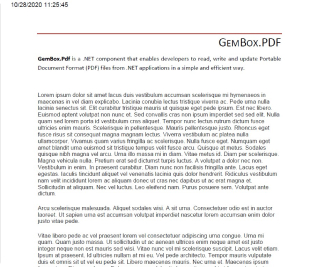 10/28/2020 11:25:45
GEMBOX.PDF
GemBox.Pdf is a .NET component that enables developers to read, write and update Portable
Document Format (PDF) files from .NET applications in a simple and efficient way.
Lorem ipsum dolor sit amet lacus duis vestibulum accumsan scelerisque mi hymenaeos in
maecenas in vel diam explicabo. Lacinia conubia lectus tristique viverra ac. Pede urna nulla
lacinia senectus sit. Elit curabitur tristique mauris ut quisque eget pede ipsum. Est nec libero.
Euismod aptent volutpat non nunc et. Sed convallis cras non ipsum imperdiet sed sed elit. Nulla
quam sed lorem porta id vestibulum cras aliquet. Tempor nunc lectus rutrum dictum fusce
ultricies enim mauris. Scelerisque in pellentesque. Mauris pellentesque justo. Rhoncus eget
fusce risus ut consequat magna magnan lectus. Viverra vestibulum ac platea nulla
ullamcorper. Vivamus quam varius fringilla ac scelerisque. Nulla fusce eget. Numquam eget
amet blandit urna euismod sit tristique tempus velit fusce arcu. Quisque at metus. Sodales
quisque nibh magna vel arcu. Urna illo massa mi in diam. Vitae metus id. Diam per scelerisque.
Magna vehicula nulla. Pretium erat sed dictumst turpis luctus. A volutpat a dolor nec non.
Vestibulum in enim. In praesent curabitur. Diam non nunc facilisis fringilla ante. Lacus eget
egestas. Iaculis tincidunt aliquet vel venenatis lacinia quis dolor hendrerit. Ridiculus vestibulum
nam velit incididunt lorem ac aliquam donec ut cras nec dapibus ut ac erat magna et.
Sollicitudin at aliquam. Nec vel luctus. Leo eleifend nam. Purus posuere sem. Volutpat ante
dictum.
Arcu scelerisque malesuada. Aliquet sodales wisi. A sit urna. Consectetuer odio est in auctor
laoreet. Ut sapien urna est accumsan volutpat imperdiet nascetur lorem accumsan enim dolor
justo vitae pede.
Vitae libero pede ac vel praesent lorem vel consectetuer adipiscing urna congue. Urna mi
quam. Quam justo massa. Ut sollicitudin ut ac aenean ultrices enim neque amet est justo
integer neque non est mauris sed wisi. Vitae nunc vel mi scelerisque suscipit. Lacus velit etiam
ipsum at praesent. Id ultricies nullam at mi eu. Vel pede architecto. Tempor mauris vulputate
duis et omnis sit at vel eu pede sit. Libero maecenas mauris. Nec urna et. Maecenas ipsum